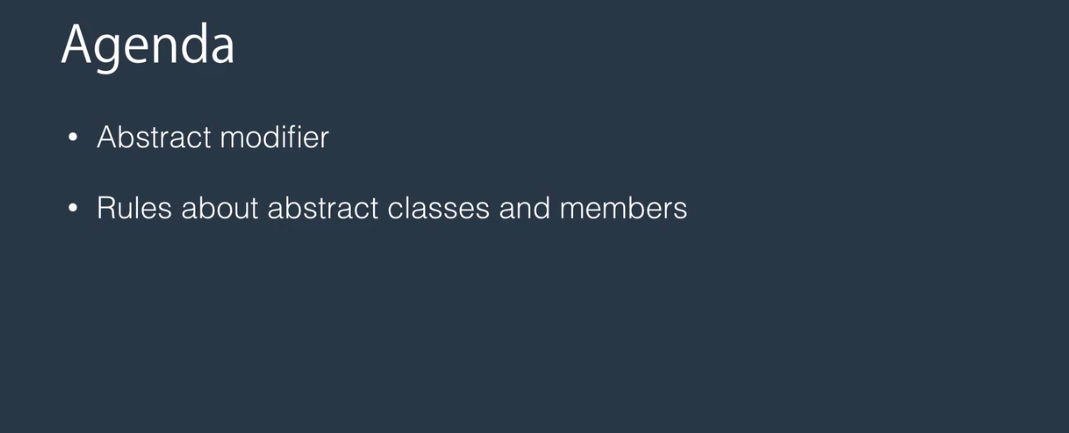 Agenda
• Abstract modifier
• Rules about abstract classes and members